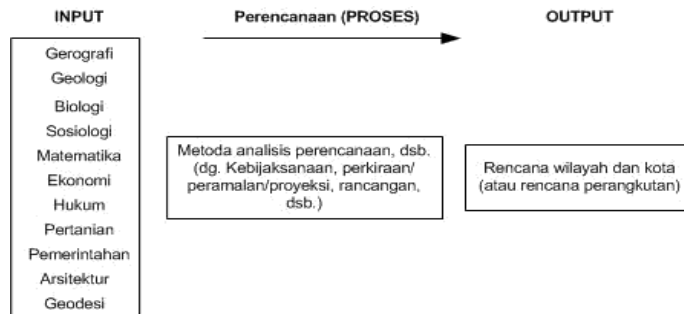 INPUT
Perencanaan (PROSES)
OUTPUT
Gerografi
Geologi
Biologi
Sosiologi
Matematika
Ekonomi
Hukum
Pertanian
Pemerintahan
Arsitektur
Geodesi
Metoda analisis perencanaan, dsb.
(dg. Kebijaksanaan, perkiraan/
peramalan/proyeksi, rancangan,
dsb.)
Rencana wilayah dan kota
(atau rencana perangkutan)